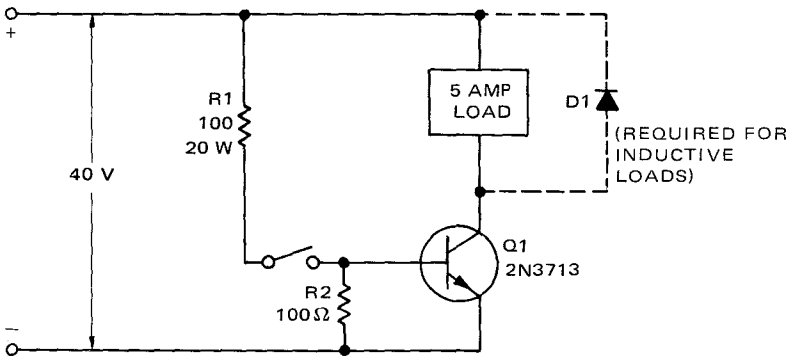 +
40 V
−
R1
100
20 W
R2
100Ω
5 AMP
LOAD
D1
(REQUIRED FOR
INDUCTIVE
LOADS)
Q1
2N3713